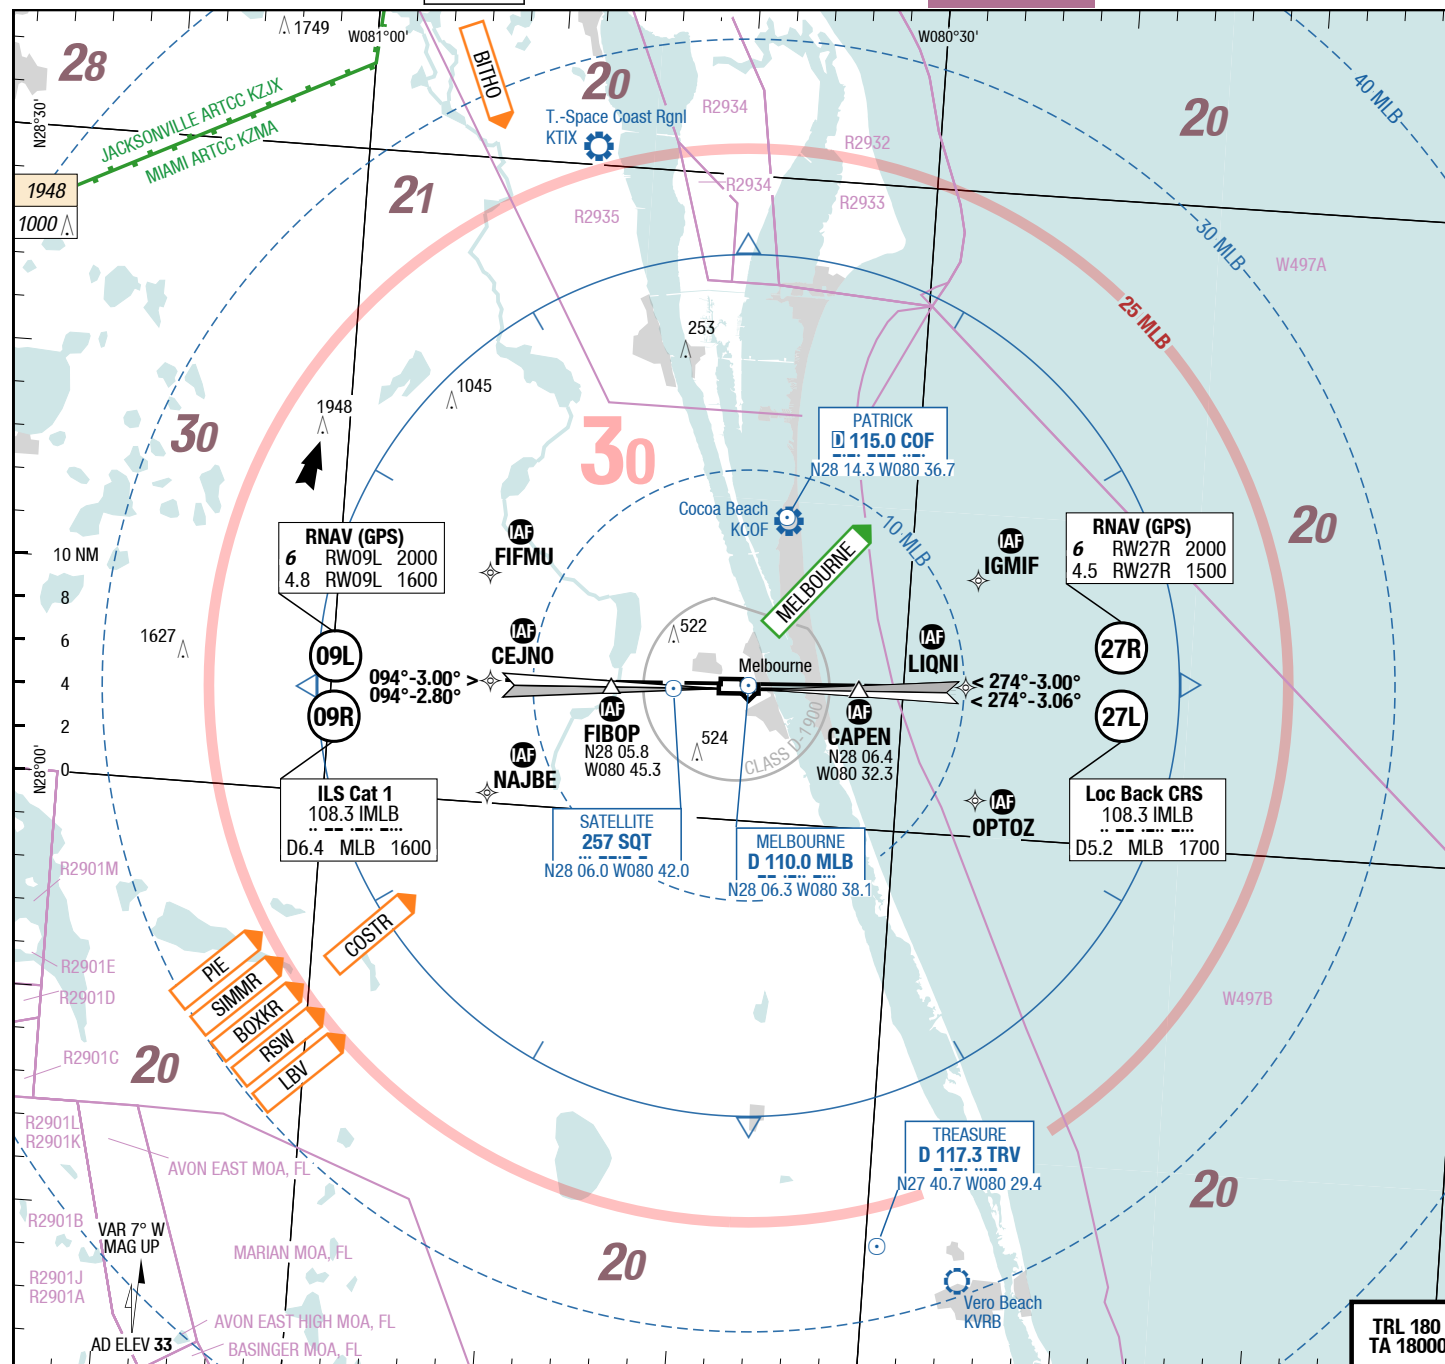 1749
W081°00'
W080°30'
28
BITHO
20
20
40 MLB
N28°30'
JACKSONVILLE ARTCC KZJX
MIAMI ARTCC KZMA
T.-Space Coast Rgnl
KTIX
R2934
R2932
1948
1000
21
R2934
R2935
R2933
30 MLB
W497A
25 MLB
253
1045
1948
30
30
PATRICK
D 115.0 COF
N28 14.3 W080 36.7
Cocoa Beach
KCOF
10 MLB
20
RNAV (GPS)
6 RW09L 2000
4.8 RW09L 1600
IAF
FIFMU
IAF
IGMIF
RNAV (GPS)
6 RW27R 2000
4.5 RW27R 1500
10 NM
8
6
4
2
0
N28°00'
MELBOURNE
1627
522
09L
09R
IAF
CEJNO
094°-3.00° >
094°-2.80°
Melbourne
IAF
LIQNI
< 274°-3.00°
< 274°-3.06°
27R
27L
IAF
FIBOP
N28 05.8
W080 45.3
524
CLASS D-1900
IAF
CAPEN
N28 06.4
W080 32.3
IAF
NAJBE
IAF
OPTOZ
ILS Cat 1
108.3 IMLB
D6.4 MLB 1600
SATELLITE
257 SQT
N28 06.0 W080 42.0
MELBOURNE
D 110.0 MLB
N28 06.3 W080 38.1
Loc Back CRS
108.3 IMLB
D5.2 MLB 1700
R2901M
R2901E
R2901D
R2901C
COSTR
PIE
SIMMR
BOXKR
RSW
LBV
20
W497B
R2901L
R2901K
AVON EAST MOA, FL
TREASURE
D 117.3 TRV
N27 40.7 W080 29.4
20
R2901B
VAR 7° W
MAG UP
MARIAN MOA, FL
20
R2901J
R2901A
AVON EAST HIGH MOA, FL
BASINGER MOA, FL
AD ELEV 33
Vero Beach
KVRB
TRL 180
TA 18000